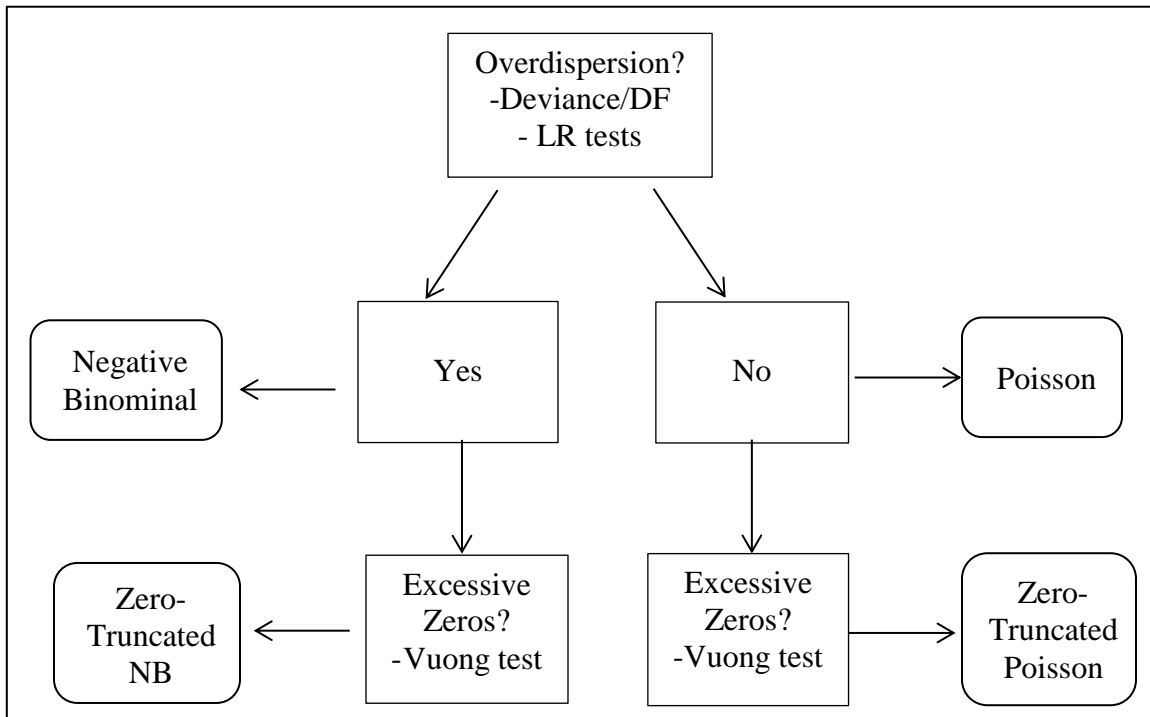 Overdispersion?
-Deviance/DF
- LR tests
Negative
Binominal
Yes
No
Poisson
Zero-
Truncated
NB
Excessive
Zeros?
-Vuong test
Excessive
Zeros?
-Vuong test
Zero-
Truncated
Poisson